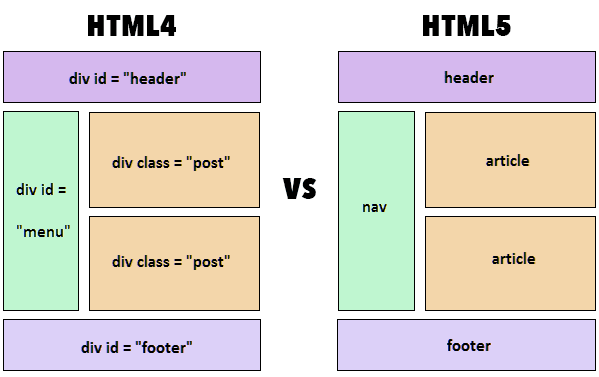 HTML4
div id = "header"
div id =
"menu"
div class = "post"
div class = "post"
div id = "footer"
VS
HTML5
header
nav
article
article
footer